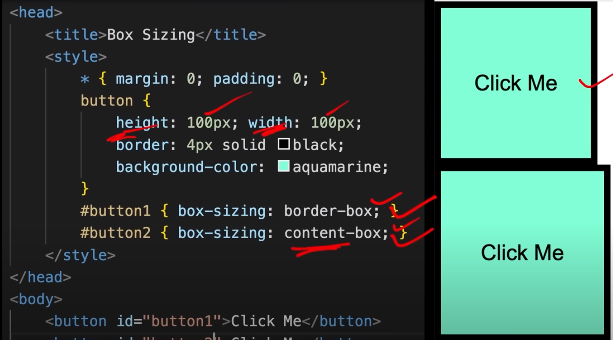 <head>
<title>Box Sizing</title>
<style>
* { margin: 0; padding: 0; }
button {
height: 100px; width: 100px;
border: 4px solid black;
background-color: aquamarine;
}
#button1 { box-sizing: border-box; }
#button2 { box-sizing: content-box; }
</style>
</head>
<body>
<button id="button1">Click Me</button>
Click Me
Click Me